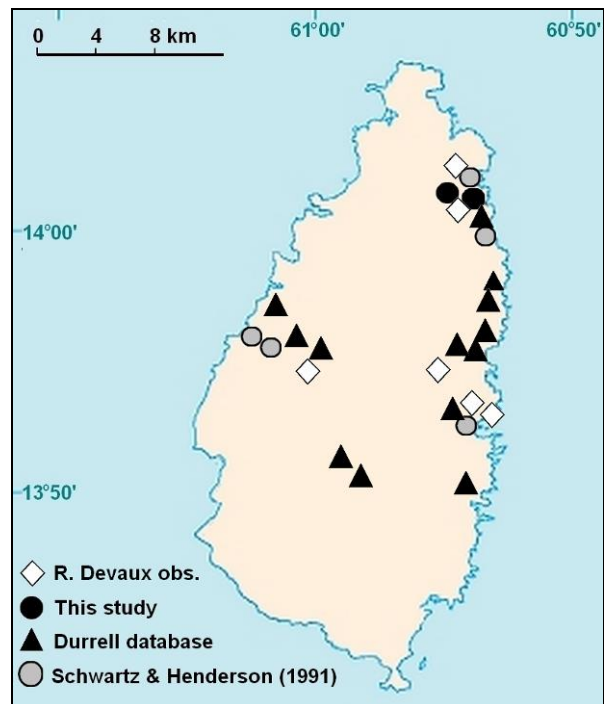 61°00'
60°50'
0 4 8 km
14°00'
13°50'
R. Devaux obs.
This study
Durrell database
Schwartz & Henderson (1991)